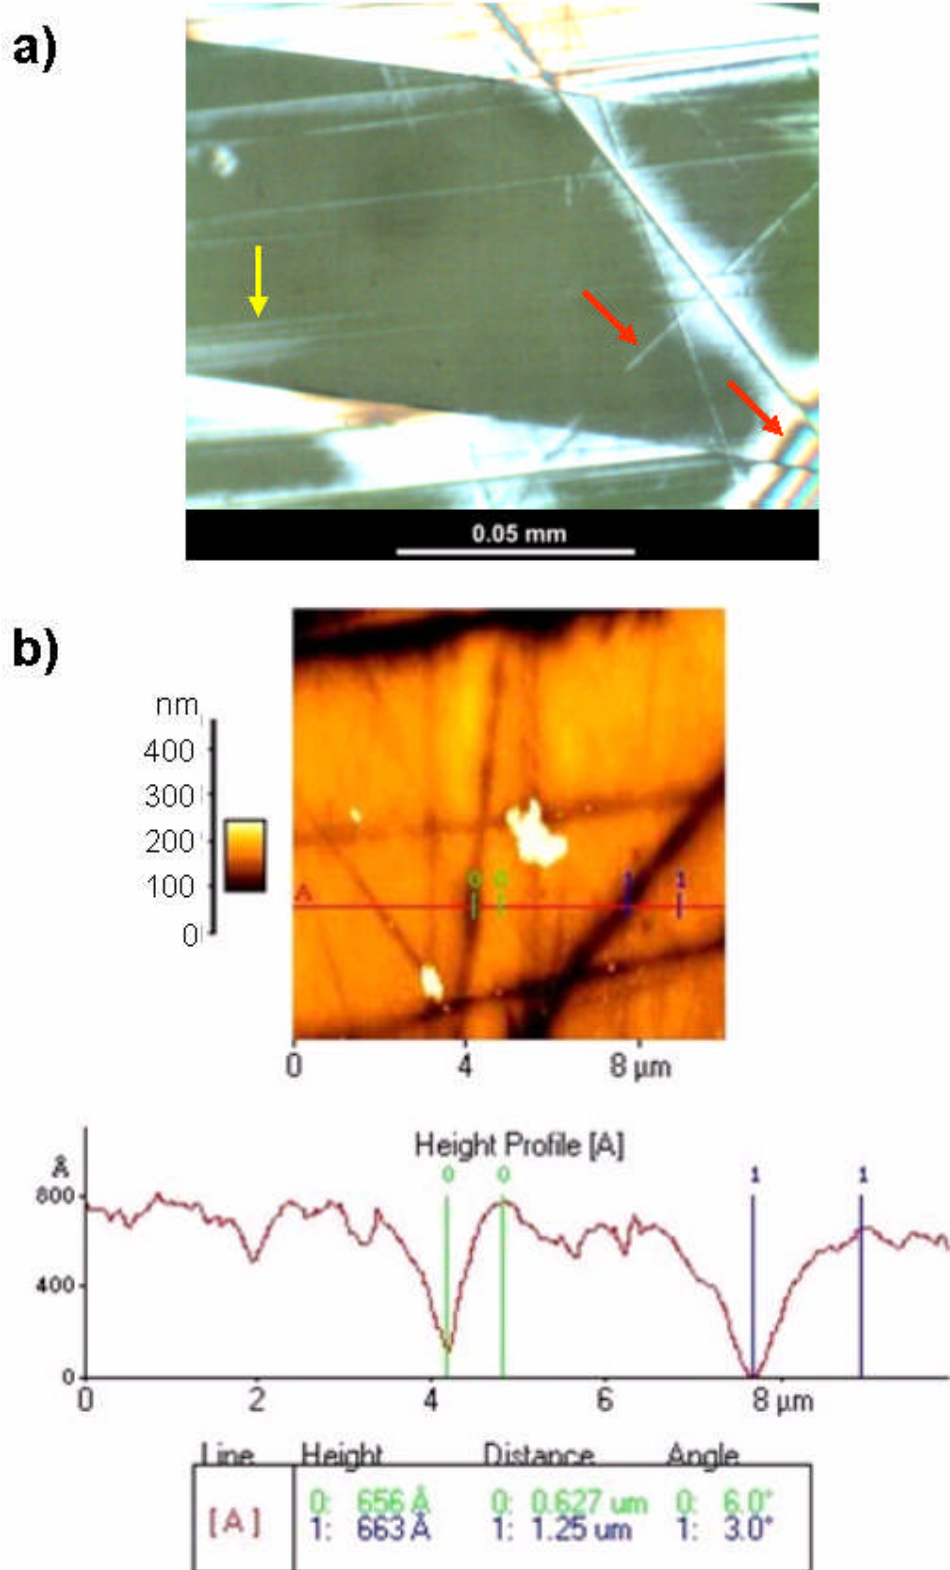 a)
0.05 mm
b)
nm
400
300
200
100
0
A
0 0 1 1
0 4 8 µm
Height Profile [A]
Å
0 0 1 1
800
400
0
0 2 4 6 8 µm
Line Height Distance Angle
[A] 0: 656 Å 0: 0.627 um 0: 6.0°
1: 663 Å 1: 1.25 um 1: 3.0°